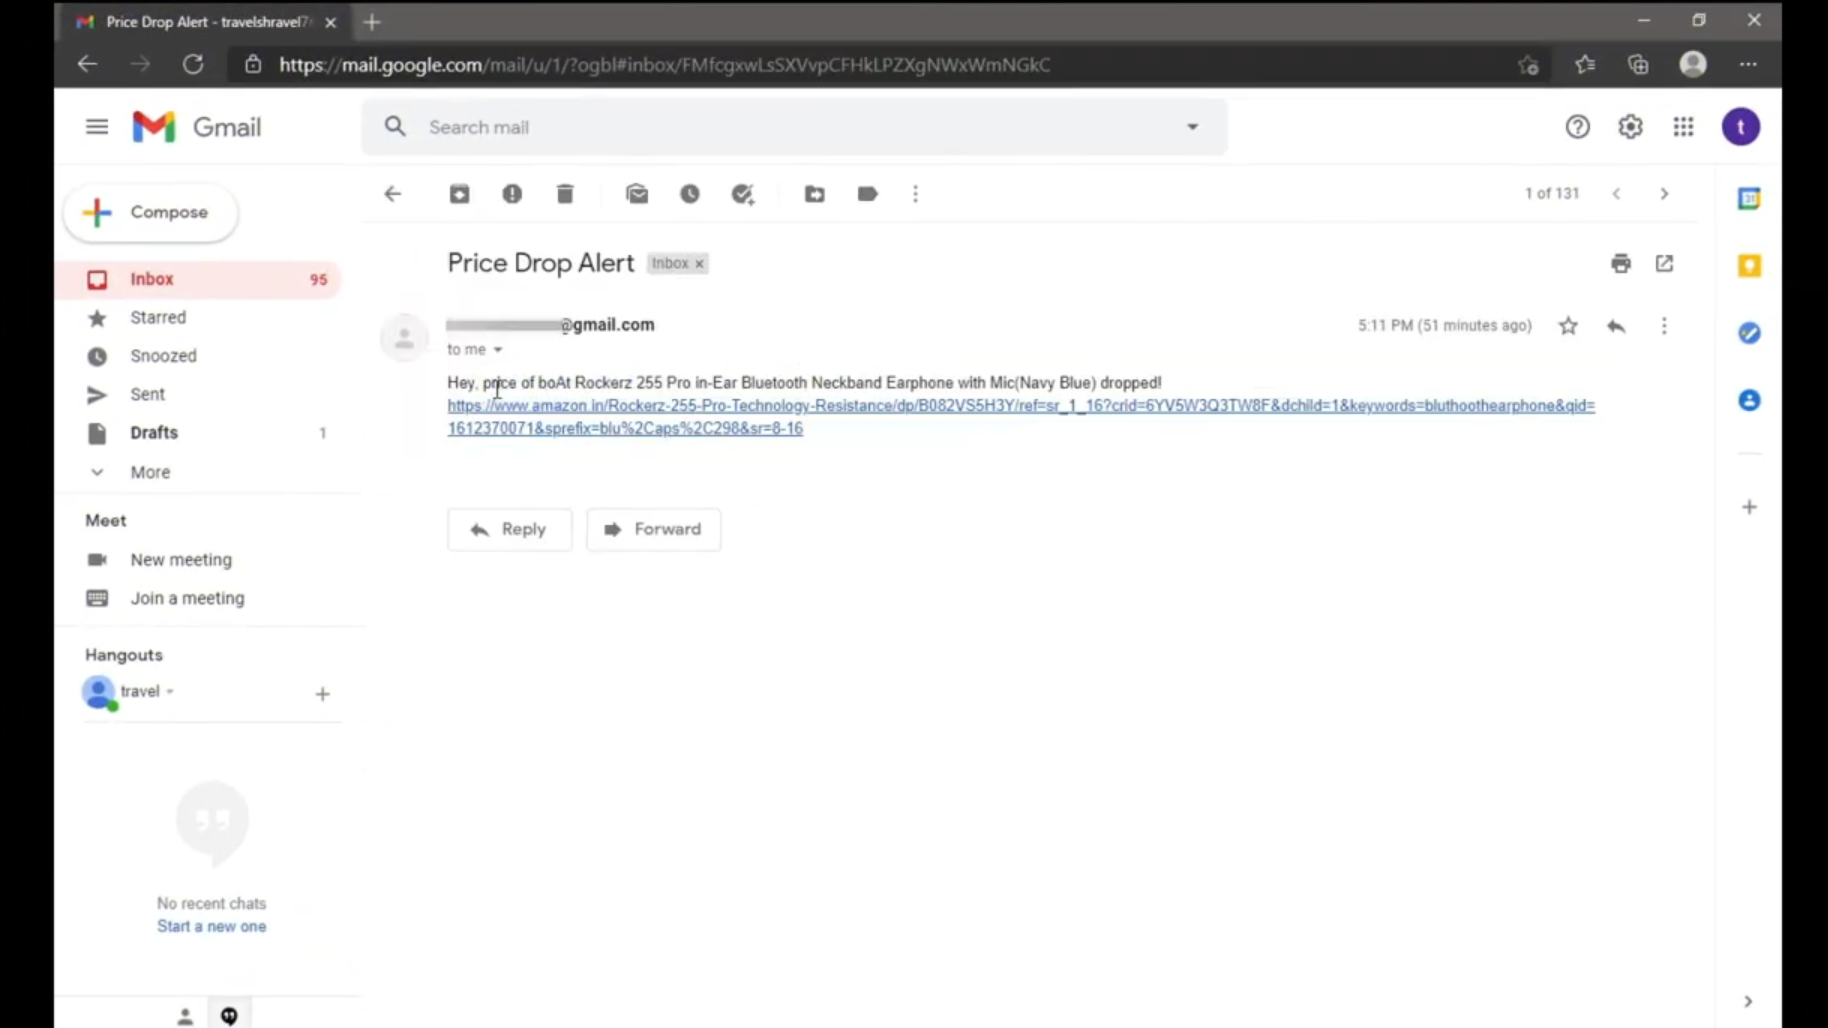 Price Drop Alert - travelshravel7
https://mail.google.com/mail/u/1/?ogbl#inbox/FMfcgxwLsSXVvpCFHkLPZXgNWxWmNGkC
Gmail
Search mail
t
Compose
1 of 131
31
Price Drop Alert
Inbox ×
Inbox 95
Starred
Snoozed
Sent
Drafts 1
More
@gmail.com
5:11 PM (51 minutes ago)
to me
Hey, price of boAt Rockerz 255 Pro in-Ear Bluetooth Neckband Earphone with Mic(Navy Blue) dropped!
https://www.amazon.in/Rockerz-255-Pro-Technology-Resistance/dp/B082VS5H3Y/ref=sr_1_16?crid=6YV5W3Q3TW8F&dchild=1&keywords=bluthoothearphone&qid=
1612370071&sprefix=blu%2Caps%2C298&sr=8-16
Reply
Forward
Meet
New meeting
Join a meeting
Hangouts
travel
No recent chats
Start a new one